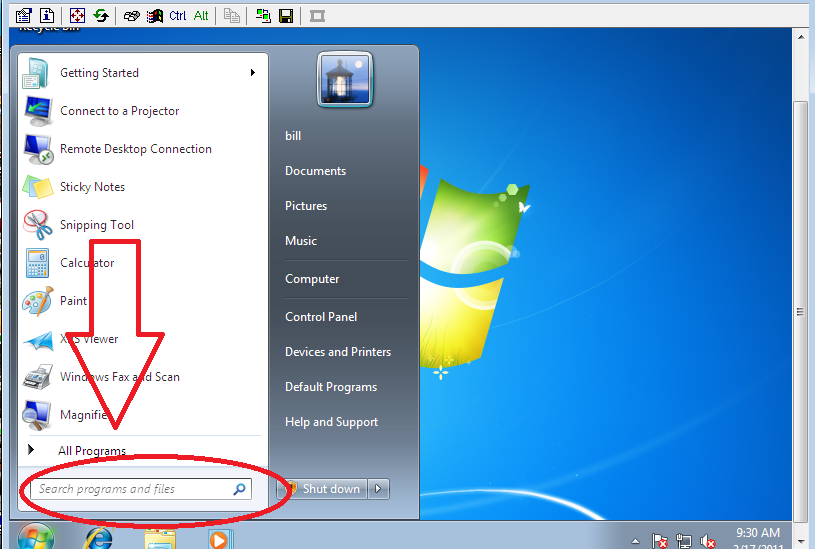 Ctrl Alt
Recycle Bin
Getting Started
Connect to a Projector
Remote Desktop Connection
Sticky Notes
Snipping Tool
Calculator
Paint
XPS Viewer
Windows Fax and Scan
Magnifier
All Programs
Search programs and files
bill
Documents
Pictures
Music
Computer
Control Panel
Devices and Printers
Default Programs
Help and Support
Shut down
9:30 AM
2/17/2011